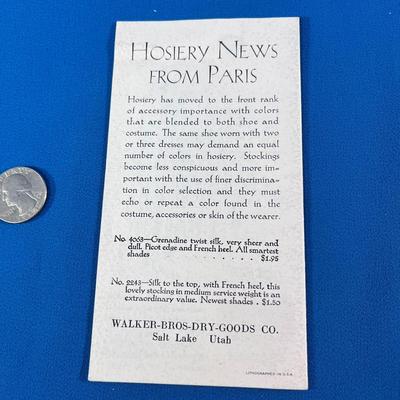 HOSIERY NEWS
FROM PARIS
Hosiery has moved to the front rank
of accessory importance with colors
that are blended to both shoe and
costume. The same shoe worn with two
or three dresses may demand an equal
number of colors in hosiery. Stockings
become less conspicuous and more im-
portant with the use of finer discrimina-
tion in color selection and they must
echo or repeat a color found in the
costume, accessories or skin of the wearer.
No. 4063—Grenadine twist silk, very sheer and
dull. Picot edge and French heel. All smartest
shades . . . . . $1.95
No. 2243—Silk to the top, with French heel, this
lovely stocking in medium service weight is an
extraordinary value. Newest shades . $1.50
WALKER-BROS-DRY-GOODS CO.
Salt Lake Utah
LITHOGRAPHED IN U.S.A.